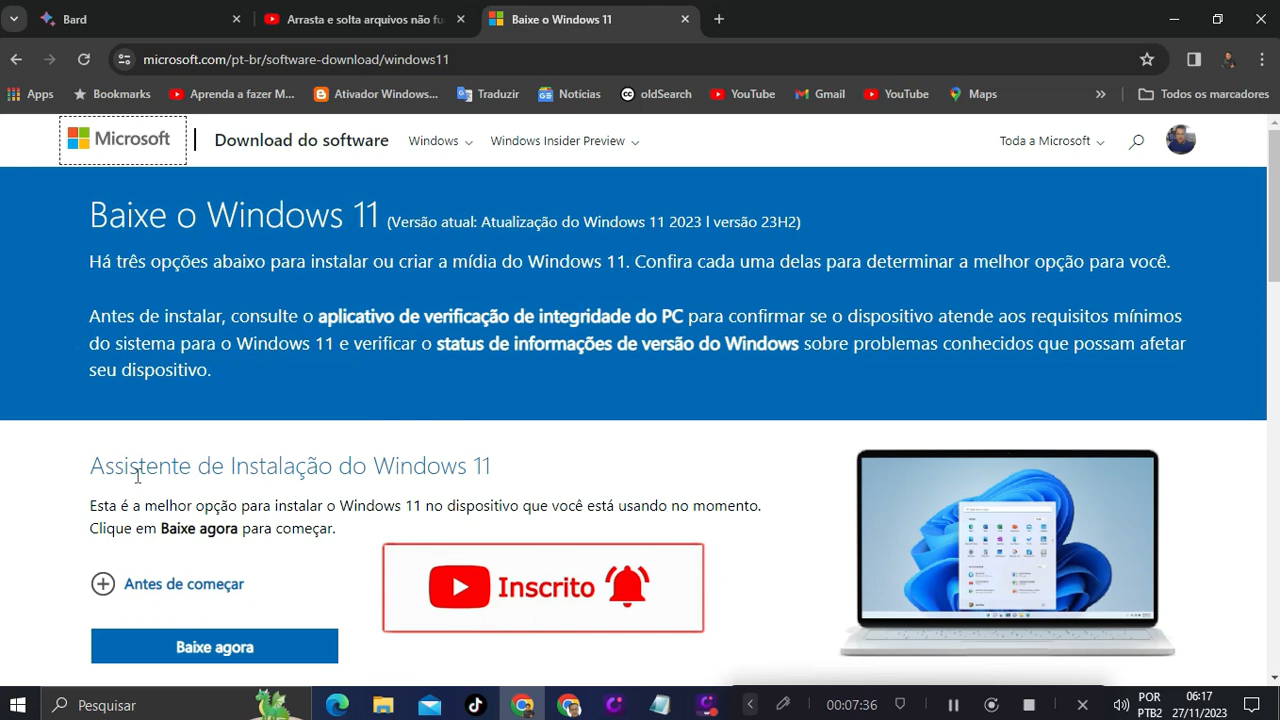 Bard
Arrasta e solta arquivos não fu
Baixe o Windows 11
microsoft.com/pt-br/software-download/windows11
Apps
Bookmarks
Aprenda a fazer M...
Ativador Windows...
Traduzir
Notícias
oldSearch
YouTube
Gmail
YouTube
Maps
»
Todos os marcadores
Microsoft
Download do software
Windows
Windows Insider Preview
Toda a Microsoft
Baixe o Windows 11 (Versão atual: Atualização do Windows 11 2023 l versão 23H2)
Há três opções abaixo para instalar ou criar a mídia do Windows 11. Confira cada uma delas para determinar a melhor opção para você.
Antes de instalar, consulte o aplicativo de verificação de integridade do PC para confirmar se o dispositivo atende aos requisitos mínimos
do sistema para o Windows 11 e verificar o status de informações de versão do Windows sobre problemas conhecidos que possam afetar
seu dispositivo.
Assistente de Instalação do Windows 11
Esta é a melhor opção para instalar o Windows 11 no dispositivo que você está usando no momento.
Clique em Baixe agora para começar.
Antes de começar
Inscrito
Baixe agora
Pesquisar
00:07:36
POR
PTB2
06:17
27/11/2023